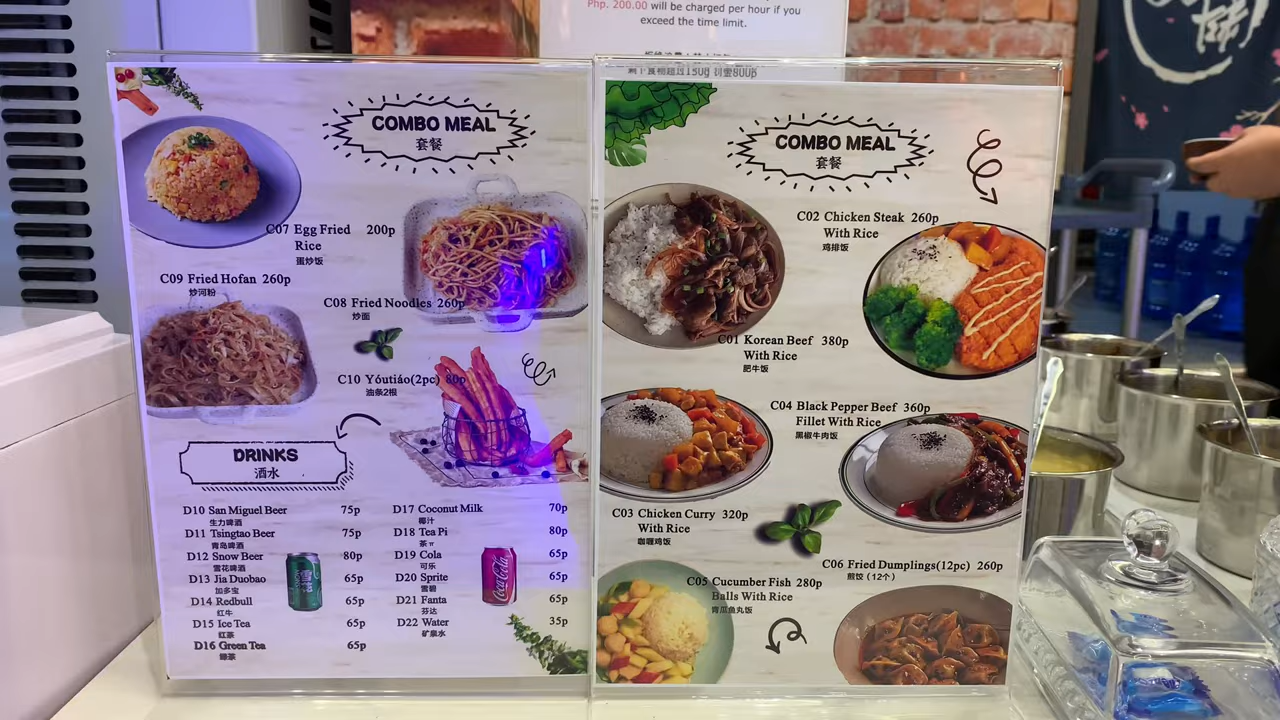 Php. 200.00 will be charged per hour if you
exceed the time limit.
COMBO MEAL
套餐
C07 Egg Fried 200p
Rice
蛋炒饭
C09 Fried Hofan 260p
炒河粉
C08 Fried Noodles 260p
炒面
C10 Yóutiáo(2pc) 80p
油条2根
DRINKS
酒水
D10 San Miguel Beer 75p
生力啤酒
D11 Tsingtao Beer 75p
青岛啤酒
D12 Snow Beer 80p
雪花啤酒
D13 Jia Duobao 65p
加多宝
D14 Redbull 65p
红牛
D15 Ice Tea 65p
红茶
D16 Green Tea 65p
绿茶
D17 Coconut Milk 70p
椰汁
D18 Tea Pi 80p
茶π
D19 Cola 65p
可乐
D20 Sprite 65p
雪碧
D21 Fanta 65p
芬达
D22 Water 35p
矿泉水
Coca-Cola
COMBO MEAL
套餐
C02 Chicken Steak 260p
With Rice
鸡排饭
C01 Korean Beef 380p
With Rice
肥牛饭
C04 Black Pepper Beef 360p
Fillet With Rice
黑椒牛肉饭
C03 Chicken Curry 320p
With Rice
咖喱鸡饭
C06 Fried Dumplings(12pc) 260p
煎饺（12个）
C05 Cucumber Fish 280p
Balls With Rice
青瓜鱼丸饭